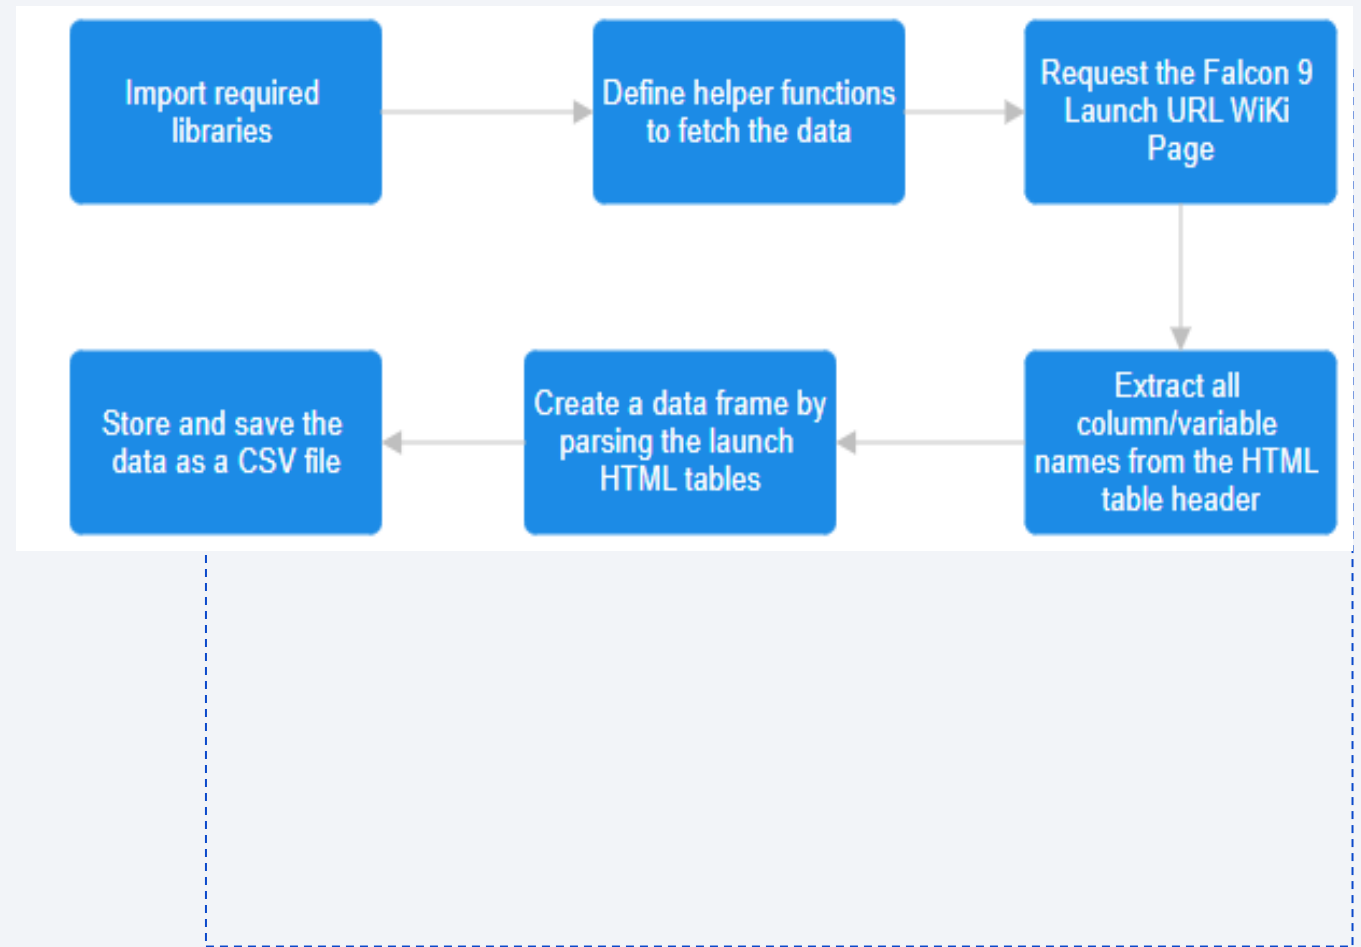 Import required
libraries
Define helper functions
to fetch the data
Request the Falcon 9
Launch URL WiKi
Page
Extract all
column/variable
names from the HTML
table header
Create a data frame by
parsing the launch
HTML tables
Store and save the
data as a CSV file